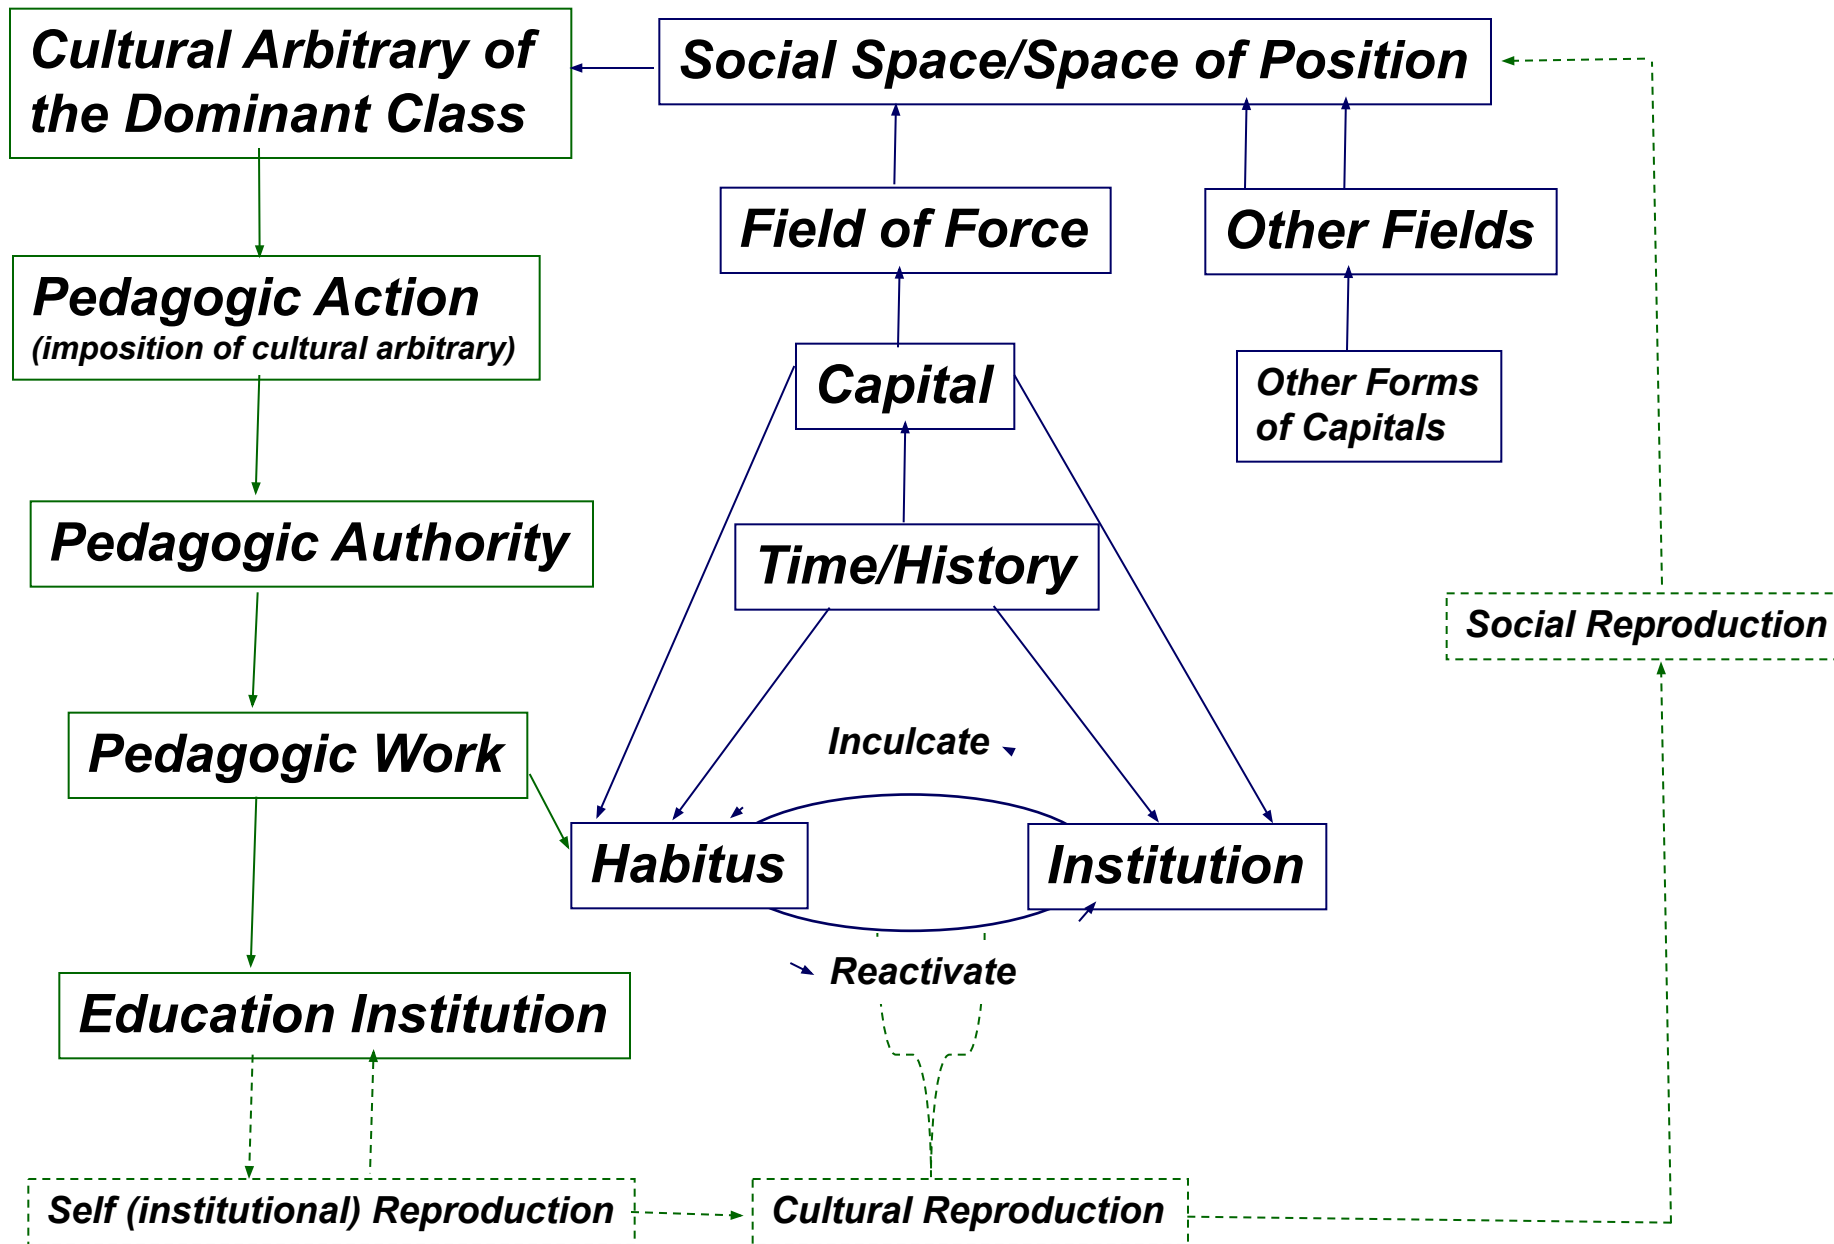 Cultural Arbitrary of
the Dominant Class
Social Space/Space of Position
Field of Force
Other Fields
Pedagogic Action
(imposition of cultural arbitrary)
Capital
Other Forms
of Capitals
Pedagogic Authority
Time/History
Social Reproduction
Pedagogic Work
Inculcate
Habitus
Institution
Reactivate
Education Institution
Self (institutional) Reproduction
Cultural Reproduction